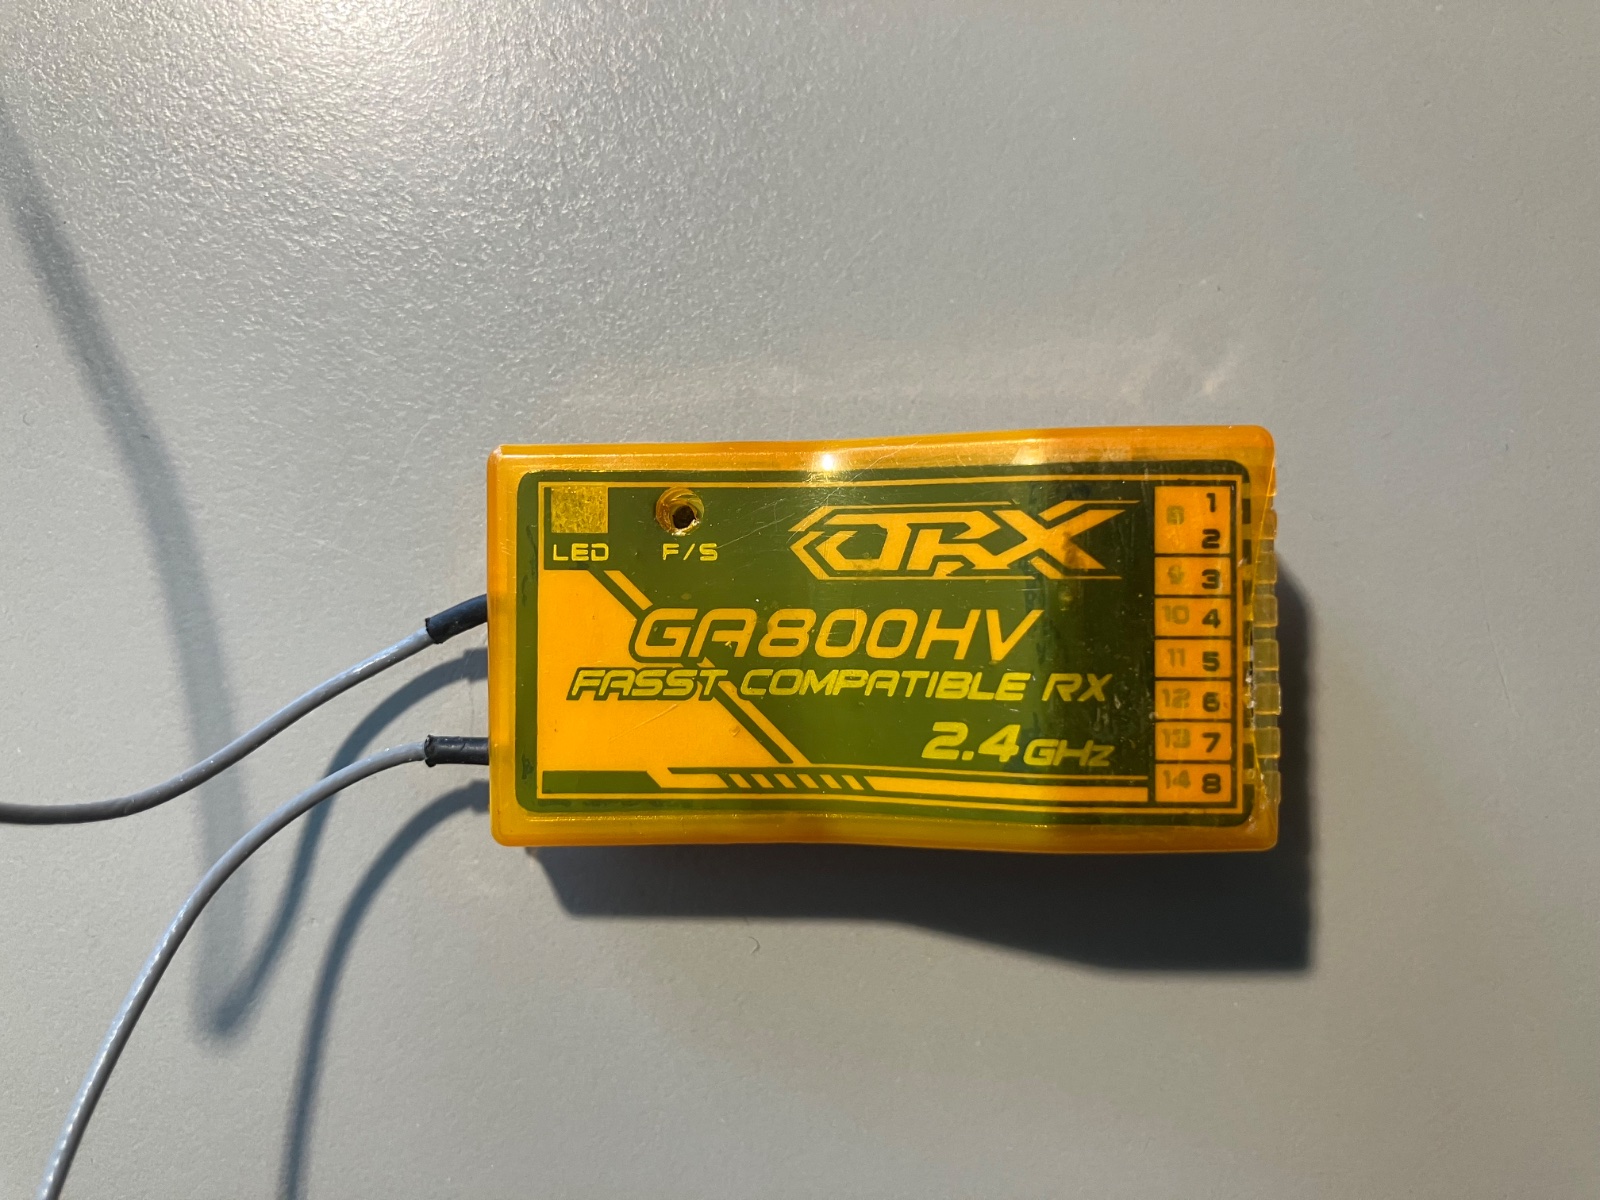 LED
F/S
ORX
GA800HV
FASST COMPATIBLE RX
2.4GHz
1
2
3
10 4
11 5
12 6
13 7
14 8